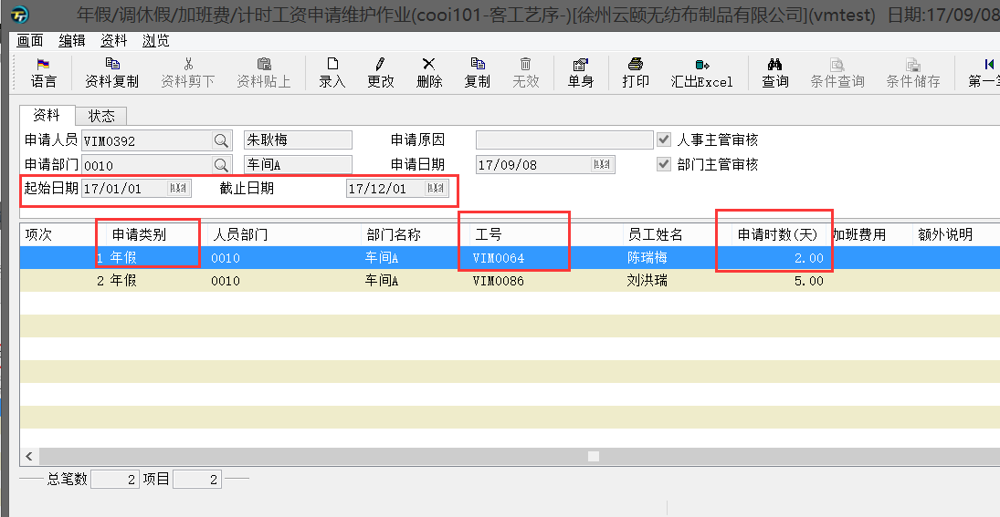 年假/调休假/加班费/计时工资申请维护作业(cooi101-客工艺序-)[徐州云颐无纺布制品有限公司](vmtest) 日期:17/09/08
画面 编辑 资料 浏览
语言 资料复制 资料剪下 资料贴上 录入 更改 删除 复制 无效 单身 打印 汇出Excel 查询 条件查询 条件储存 第一
资料 状态
申请人员 VIM0392 朱耿梅 申请原因 人事主管审核
申请部门 0010 车间A 申请日期 17/09/08 部门主管审核
起始日期 17/01/01 截止日期 17/12/01
项次 申请类别 人员部门 部门名称 工号 员工姓名 申请时数(天) 加班费用 额外说明
1 年假 0010 车间A VIM0064 陈瑞梅 2.00
2 年假 0010 车间A VIM0086 刘洪瑞 5.00
总笔数 2 项目 2